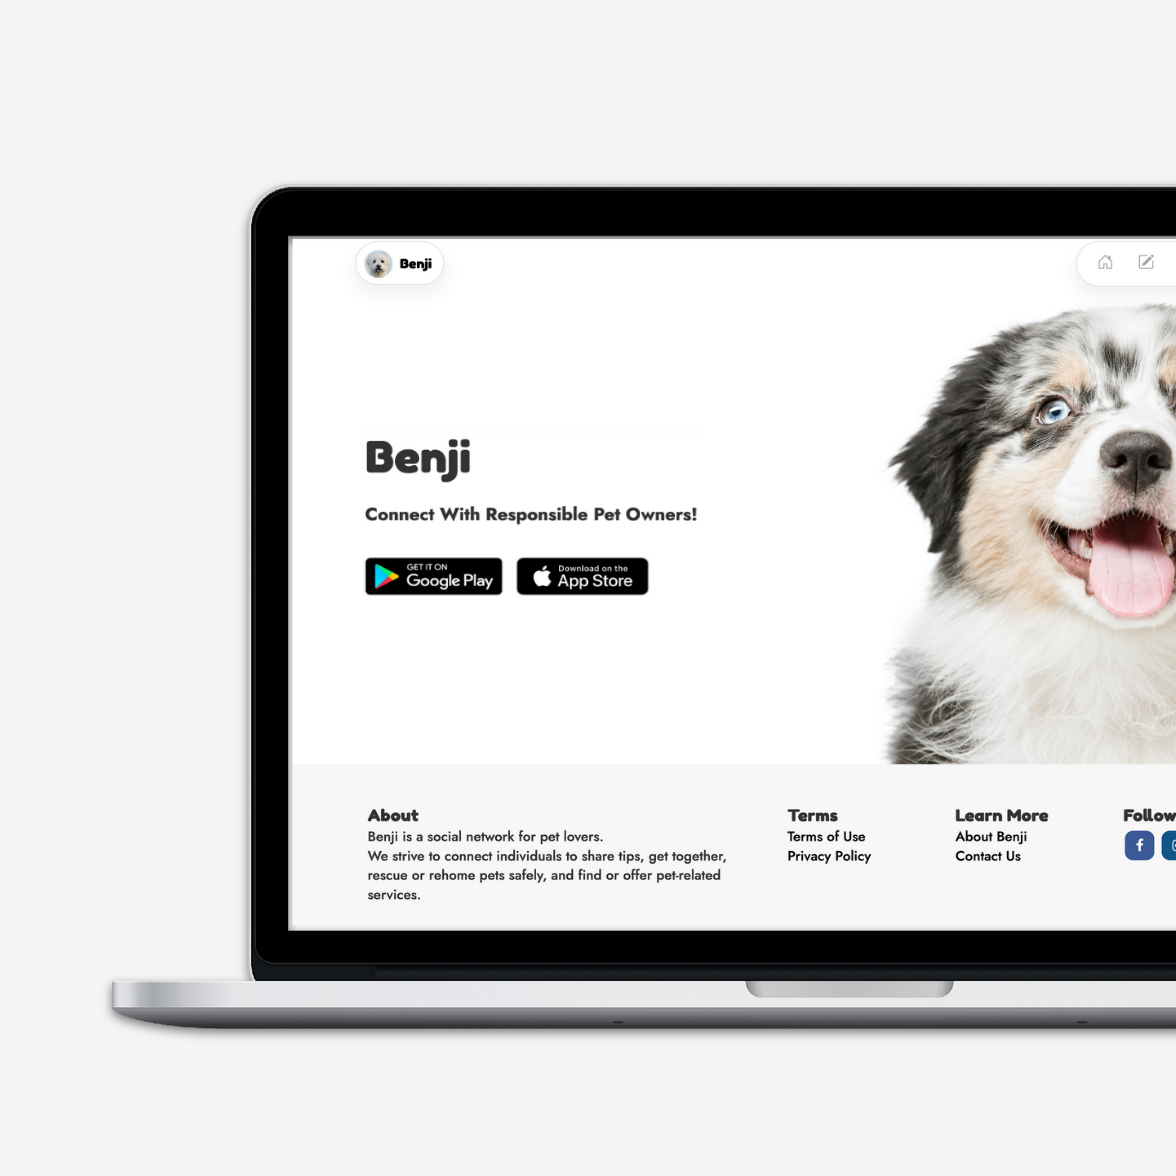 Benji
Benji
Connect With Responsible Pet Owners!
GET IT ON
Google Play
Download on the
App Store
About
Benji is a social network for pet lovers.
We strive to connect individuals to share tips, get together,
rescue or rehome pets safely, and find or offer pet-related
services.
Terms
Terms of Use
Privacy Policy
Learn More
About Benji
Contact Us
Follow